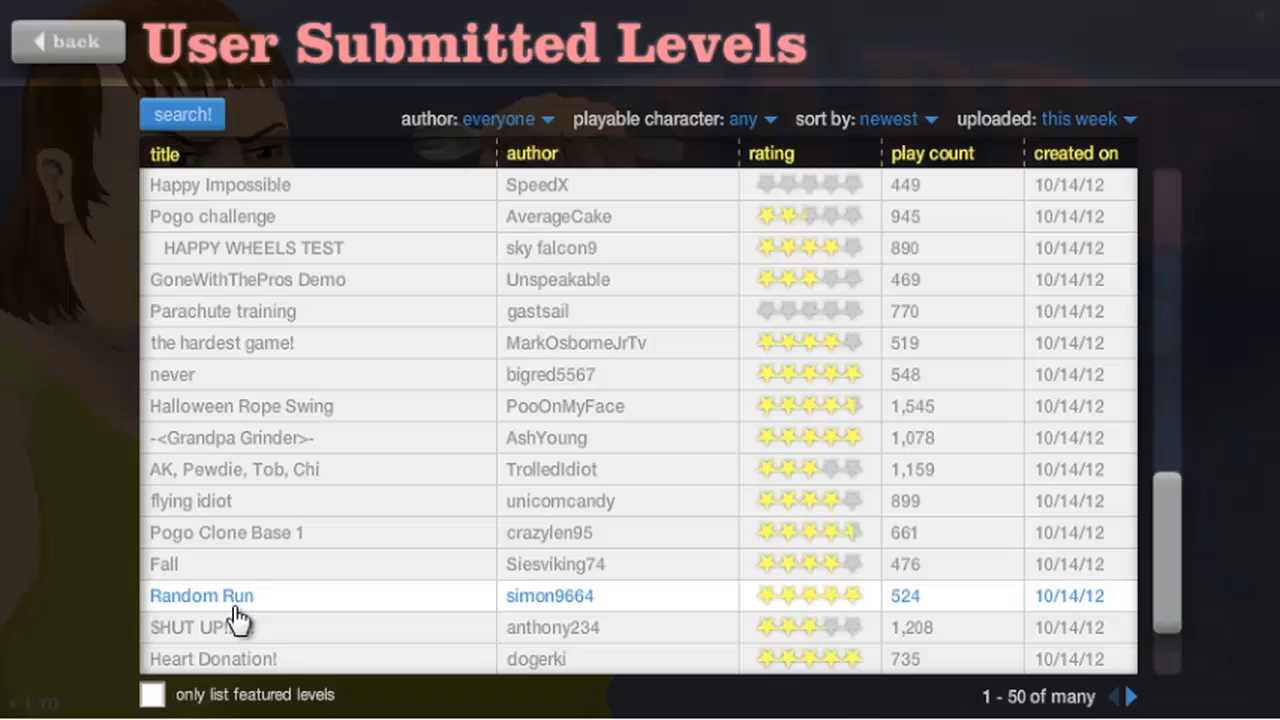 back
User Submitted Levels
search! author: everyone playable character: any sort by: newest uploaded: this week
title author rating play count created on
Happy Impossible SpeedX 449 10/14/12
Pogo challenge AverageCake 945 10/14/12
HAPPY WHEELS TEST sky falcon9 890 10/14/12
GoneWithThePros Demo Unspeakable 469 10/14/12
Parachute training gastsail 770 10/14/12
the hardest game! MarkOsborneJrTv 519 10/14/12
never bigred5567 548 10/14/12
Halloween Rope Swing PooOnMyFace 1,545 10/14/12
-<Grandpa Grinder>- AshYoung 1,078 10/14/12
AK, Pewdie, Tob, Chi TrolledIdiot 1,159 10/14/12
flying idiot unicorncandy 899 10/14/12
Pogo Clone Base 1 crazylen95 661 10/14/12
Fall Siesviking74 476 10/14/12
Random Run simon9664 524 10/14/12
SHUT UP anthony234 1,208 10/14/12
Heart Donation! dogerki 735 10/14/12
only list featured levels 1 - 50 of many